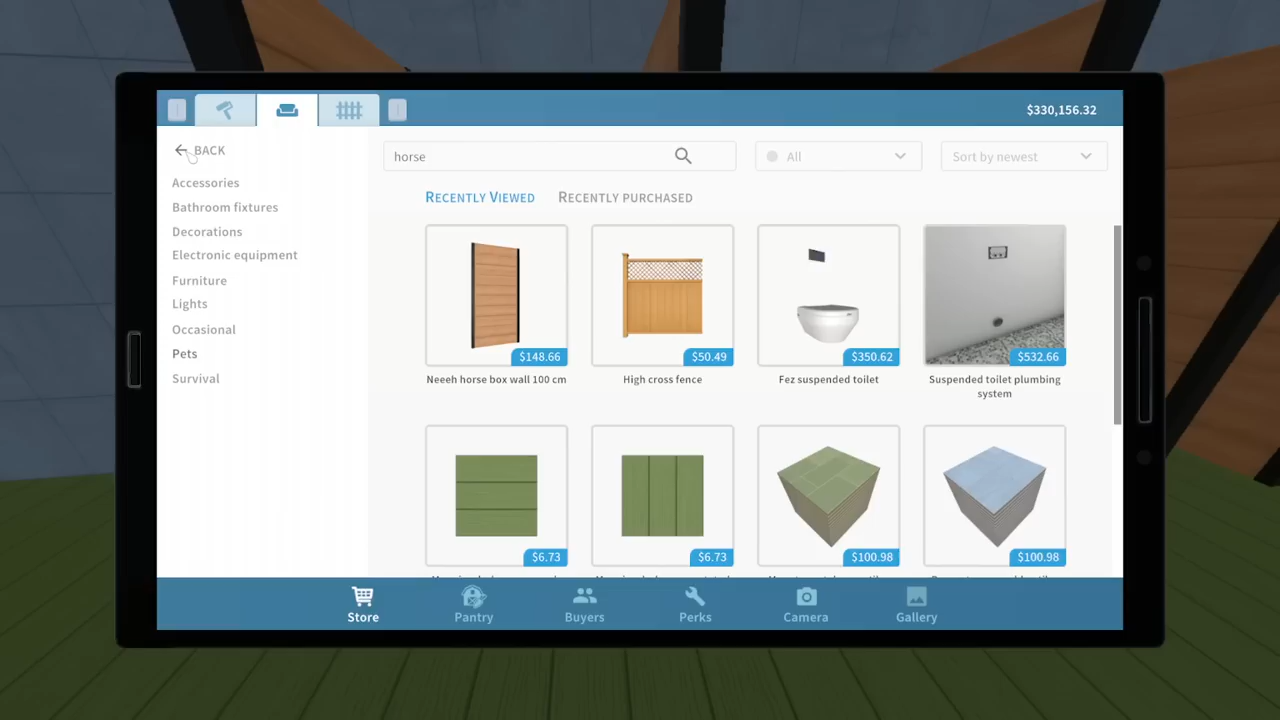 $330,156.32
BACK
horse
All
Sort by newest
Accessories
Bathroom fixtures
Decorations
Electronic equipment
Furniture
Lights
Occasional
Pets
Survival
RECENTLY VIEWED
RECENTLY PURCHASED
$148.66
$50.49
$350.62
$532.66
Neeeh horse box wall 100 cm
High cross fence
Fez suspended toilet
Suspended toilet plumbing
system
$6.73
$6.73
$100.98
$100.98
Store
Pantry
Buyers
Perks
Camera
Gallery